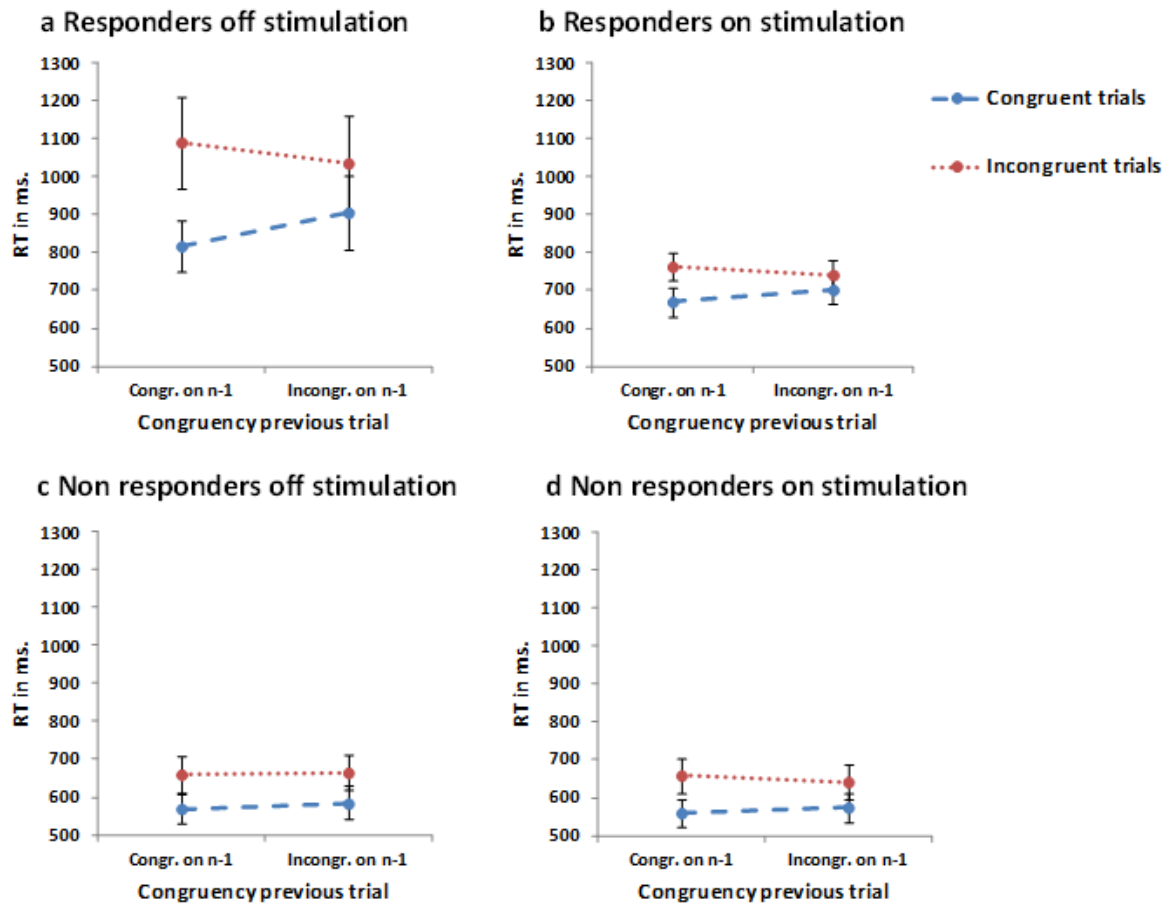 a Responders off stimulation
b Responders on stimulation
1300
1200
1100
1000
900
800
700
600
500
RT in ms.
Congr. on n-1
Incongr. on n-1
Congruency previous trial
1300
1200
1100
1000
900
800
700
600
500
RT in ms.
Congr. on n-1
Incongr. on n-1
Congruency previous trial
Congruent trials
Incongruent trials
c Non responders off stimulation
d Non responders on stimulation
1300
1200
1100
1000
900
800
700
600
500
RT in ms.
Congr. on n-1
Incongr. on n-1
Congruency previous trial
1300
1200
1100
1000
900
800
700
600
500
RT in ms.
Congr. on n-1
Incongr. on n-1
Congruency previous trial